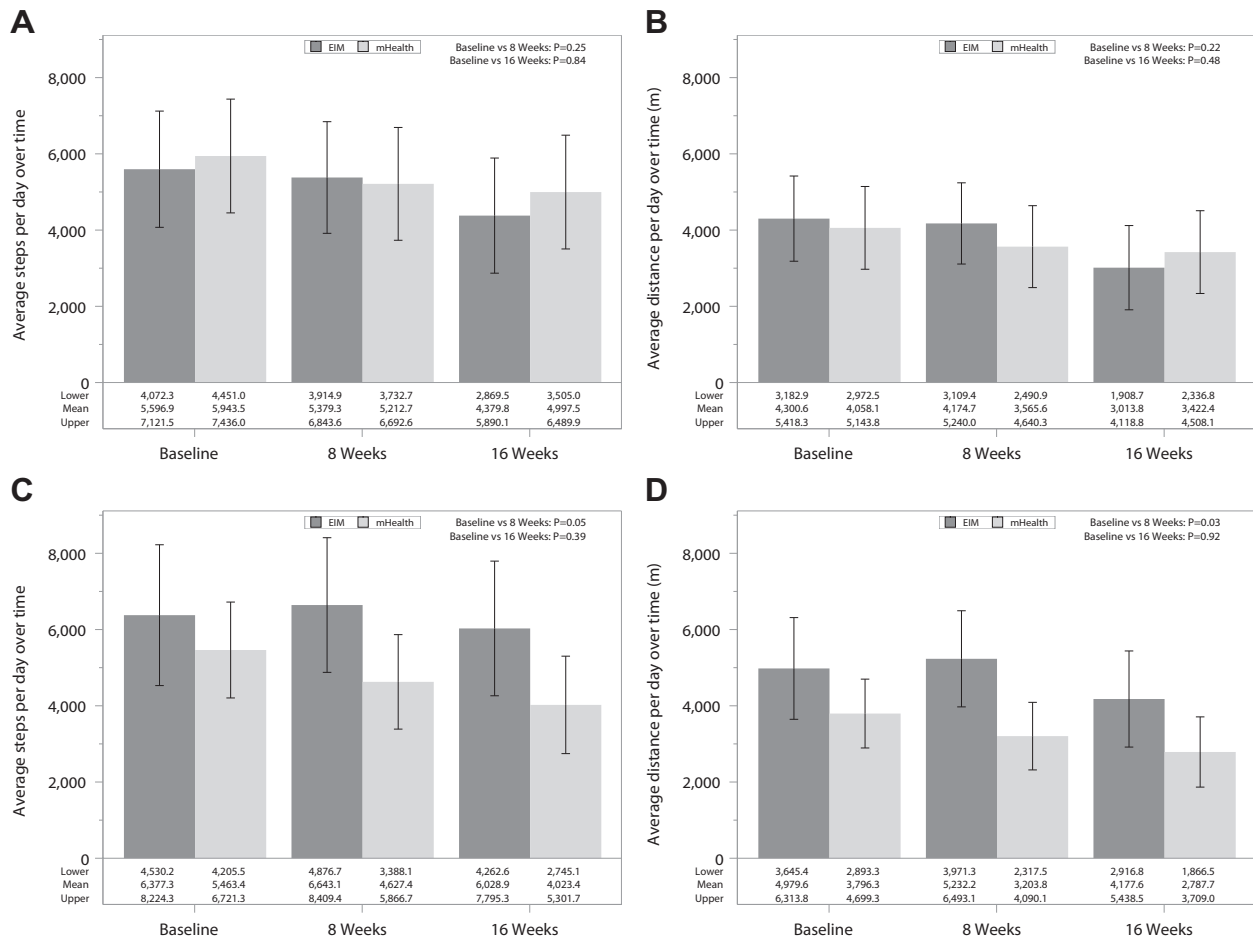 A
EIM mHealth
Baseline vs 8 Weeks: P=0.25
Baseline vs 16 Weeks: P=0.84
Average steps per day over time
8,000
6,000
4,000
2,000
0
Lower 4,072.3 4,451.0 3,914.9 3,732.7 2,869.5 3,505.0
Mean 5,596.9 5,943.5 5,379.3 5,212.7 4,379.8 4,997.5
Upper 7,121.5 7,436.0 6,843.6 6,692.6 5,890.1 6,489.9
Baseline 8 Weeks 16 Weeks
B
EIM mHealth
Baseline vs 8 Weeks: P=0.22
Baseline vs 16 Weeks: P=0.48
Average distance per day over time (m)
8,000
6,000
4,000
2,000
0
Lower 3,182.9 2,972.5 3,109.4 2,490.9 1,908.7 2,336.8
Mean 4,300.6 4,058.1 4,174.7 3,565.6 3,013.8 3,422.4
Upper 5,418.3 5,143.8 5,240.0 4,640.3 4,118.8 4,508.1
Baseline 8 Weeks 16 Weeks
C
EIM mHealth
Baseline vs 8 Weeks: P=0.05
Baseline vs 16 Weeks: P=0.39
Average steps per day over time
8,000
6,000
4,000
2,000
0
Lower 4,530.2 4,205.5 4,876.7 3,388.1 4,262.6 2,745.1
Mean 6,377.3 5,463.4 6,643.1 4,627.4 6,028.9 4,023.4
Upper 8,224.3 6,721.3 8,409.4 5,866.7 7,795.3 5,301.7
Baseline 8 Weeks 16 Weeks
D
EIM mHealth
Baseline vs 8 Weeks: P=0.03
Baseline vs 16 Weeks: P=0.92
Average distance per day over time (m)
8,000
6,000
4,000
2,000
0
Lower 3,645.4 2,893.3 3,971.3 2,317.5 2,916.8 1,866.5
Mean 4,979.6 3,796.3 5,232.2 3,203.8 4,177.6 2,787.7
Upper 6,313.8 4,699.3 6,493.1 4,090.1 5,438.5 3,709.0
Baseline 8 Weeks 16 Weeks